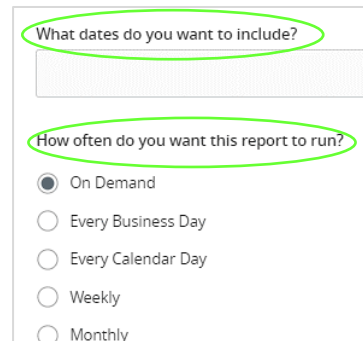 What dates do you want to include?
How often do you want this report to run?
On Demand
Every Business Day
Every Calendar Day
Weekly
Monthly